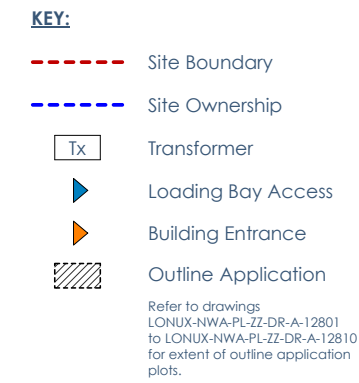 KEY:
Site Boundary
Site Ownership
Tx Transformer
Loading Bay Access
Building Entrance
Outline Application
Refer to drawings
LONUX-NWA-PL-ZZ-DR-A-12801
to LONUX-NWA-PL-ZZ-DR-A-12810
for extent of outline application
plots.